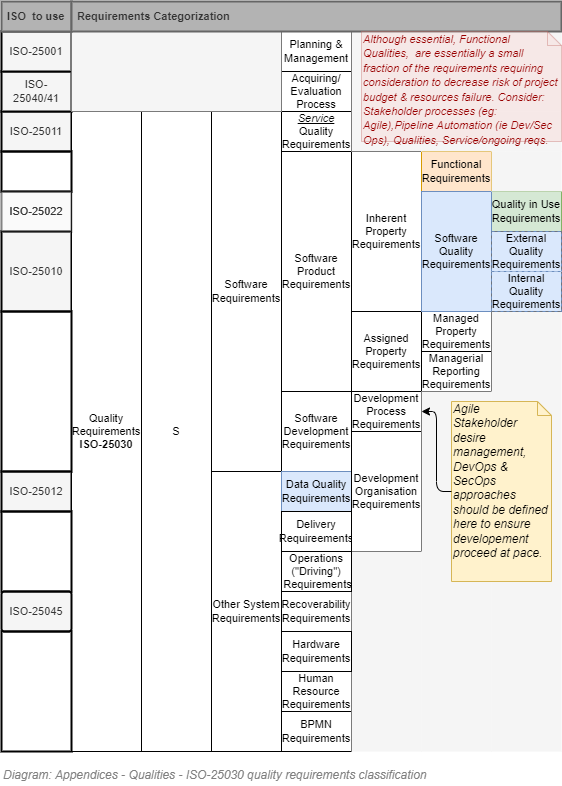 ISO  to use
Requirements Categorization
ISO-25001
Planning &
Management
Although essential, Functional
Qualities,  are essentially a small
fraction of the requirements requiring
consideration to decrease risk of project
budget & resources failure. Consider:
Stakeholder processes (eg:
Agile),Pipeline Automation (ie Dev/Sec
Ops), Qualities, Service/ongoing reqs.
ISO-
25040/41
Acquiring/
Evaluation
Process
ISO-25011
Service
Quality
Requirements
Functional
Requirements
ISO-25022
Quality in Use
Requirements
Inherent
Property
Requirements
Software
Quality
Requirements
External
Quality
Requirements
ISO-25010
Software
Product
Requirements
Internal
Quality
Requirements
Software
Requirements
Managed
Property
Requirements
Assigned
Property
Requirements
Managerial
Reporting
Requirements
Development
Process
Requirements
Quality
Requirements
ISO-25030
S
Software
Development
Requirements
Agile
Stakeholder
desire
management,
DevOps &
SecOps
approaches
should be defined
here to ensure
developement
proceed at pace.
ISO-25012
Data Quality
Requirements
Development
Organisation
Requirements
Delivery
Requireements
Operations
("Driving")
Requirements
ISO-25045
Other System
Requirements
Recoverability
Requirements
Hardware
Requirements
Human
Resource
Requirements
BPMN
Requirements
Diagram: Appendices - Qualities - ISO-25030 quality requirements classification